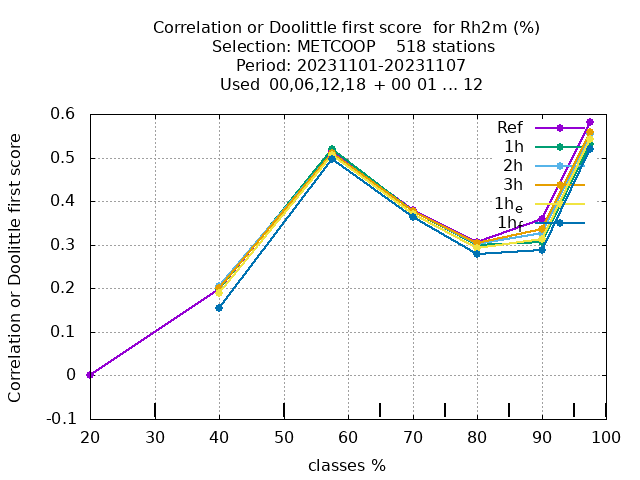 Correlation or Doolittle first score  for Rh2m (%)
Selection: METCOOP    518 stations
Period: 20231101-20231107
Used  00,06,12,18  + 00 01 ... 12
Correlation or Doolittle first score
0.6
0.5
0.4
0.3
0.2
0.1
0
-0.1
Ref
1h
2h
3h
1he
1hf
20 30 40 50 60 70 80 90 100
classes %